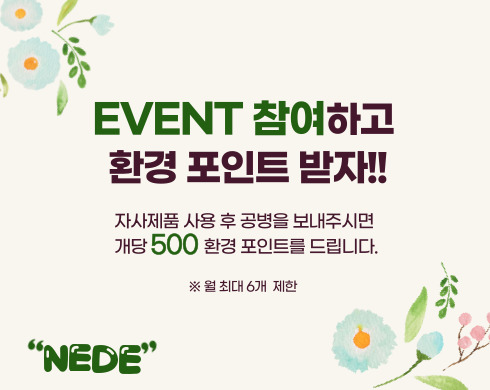 EVENT 참여하고
환경 포인트 받자!!
자사제품 사용 후 공병을 보내주시면
개당 500 환경 포인트를 드립니다.
※ 월 최대 6개 제한
“NEDE”